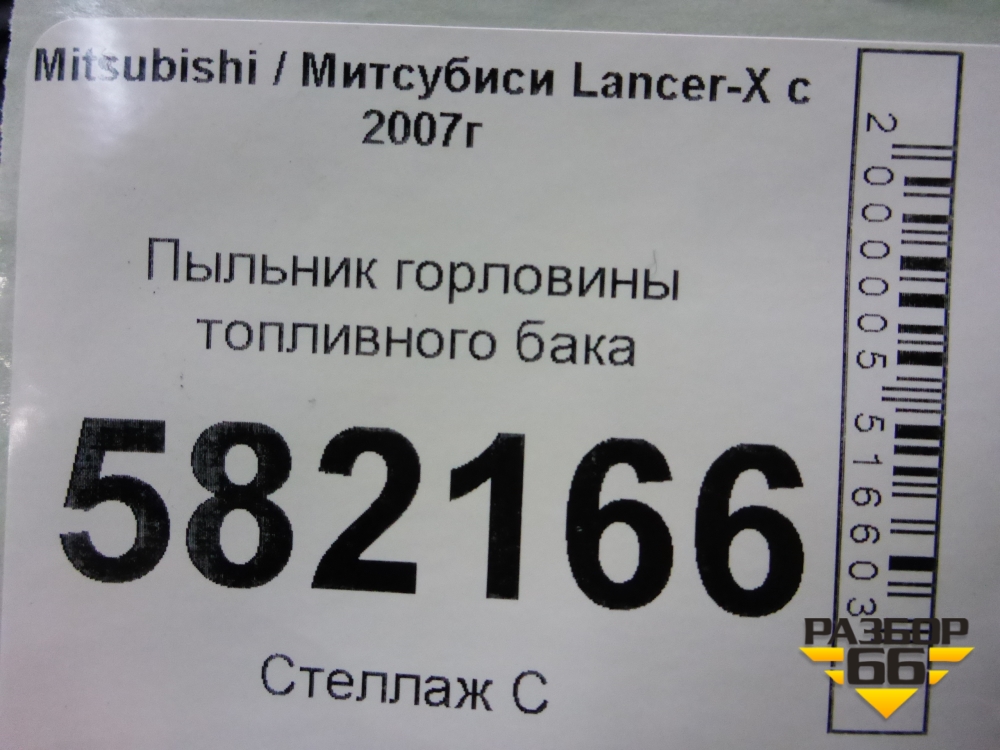 Mitsubishi / Митсубиси Lancer-X с
2007г
Пыльник горловины
топливного бака
582166
Стеллаж С
2000005516603
РАЗБОР
66